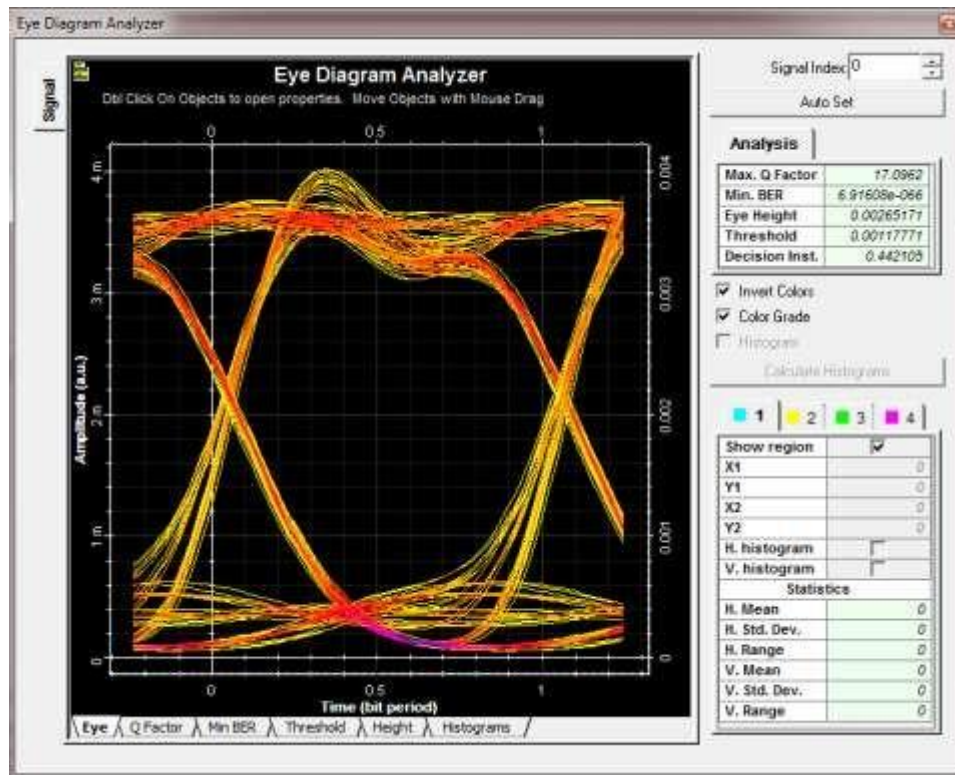 Eye Diagram Analyzer
Signal
Eye Diagram Analyzer
Dbl Click On Objects to open properties. Move Objects with Mouse Drag
0 0.5 1
4 m
3 m
2 m
1 m
0
Amplitude (a.u.)
0.004
0.003
0.002
0.001
0
0 0.5 1
Time (bit period)
Eye Q Factor Min BER Threshold Height Histograms
Signal Index: 0
Auto Set
Analysis
Max. Q Factor 17.0962
Min. BER 6.91608e-066
Eye Height 0.00265171
Threshold 0.00117771
Decision Inst. 0.442105
Invert Colors
Color Grade
Histogram
Calculate Histograms
1 2 3 4
Show region
X1 0
Y1 0
X2 0
Y2 0
H. histogram
V. histogram
Statistics
H. Mean 0
H. Std. Dev. 0
H. Range 0
V. Mean 0
V. Std. Dev. 0
V. Range 0